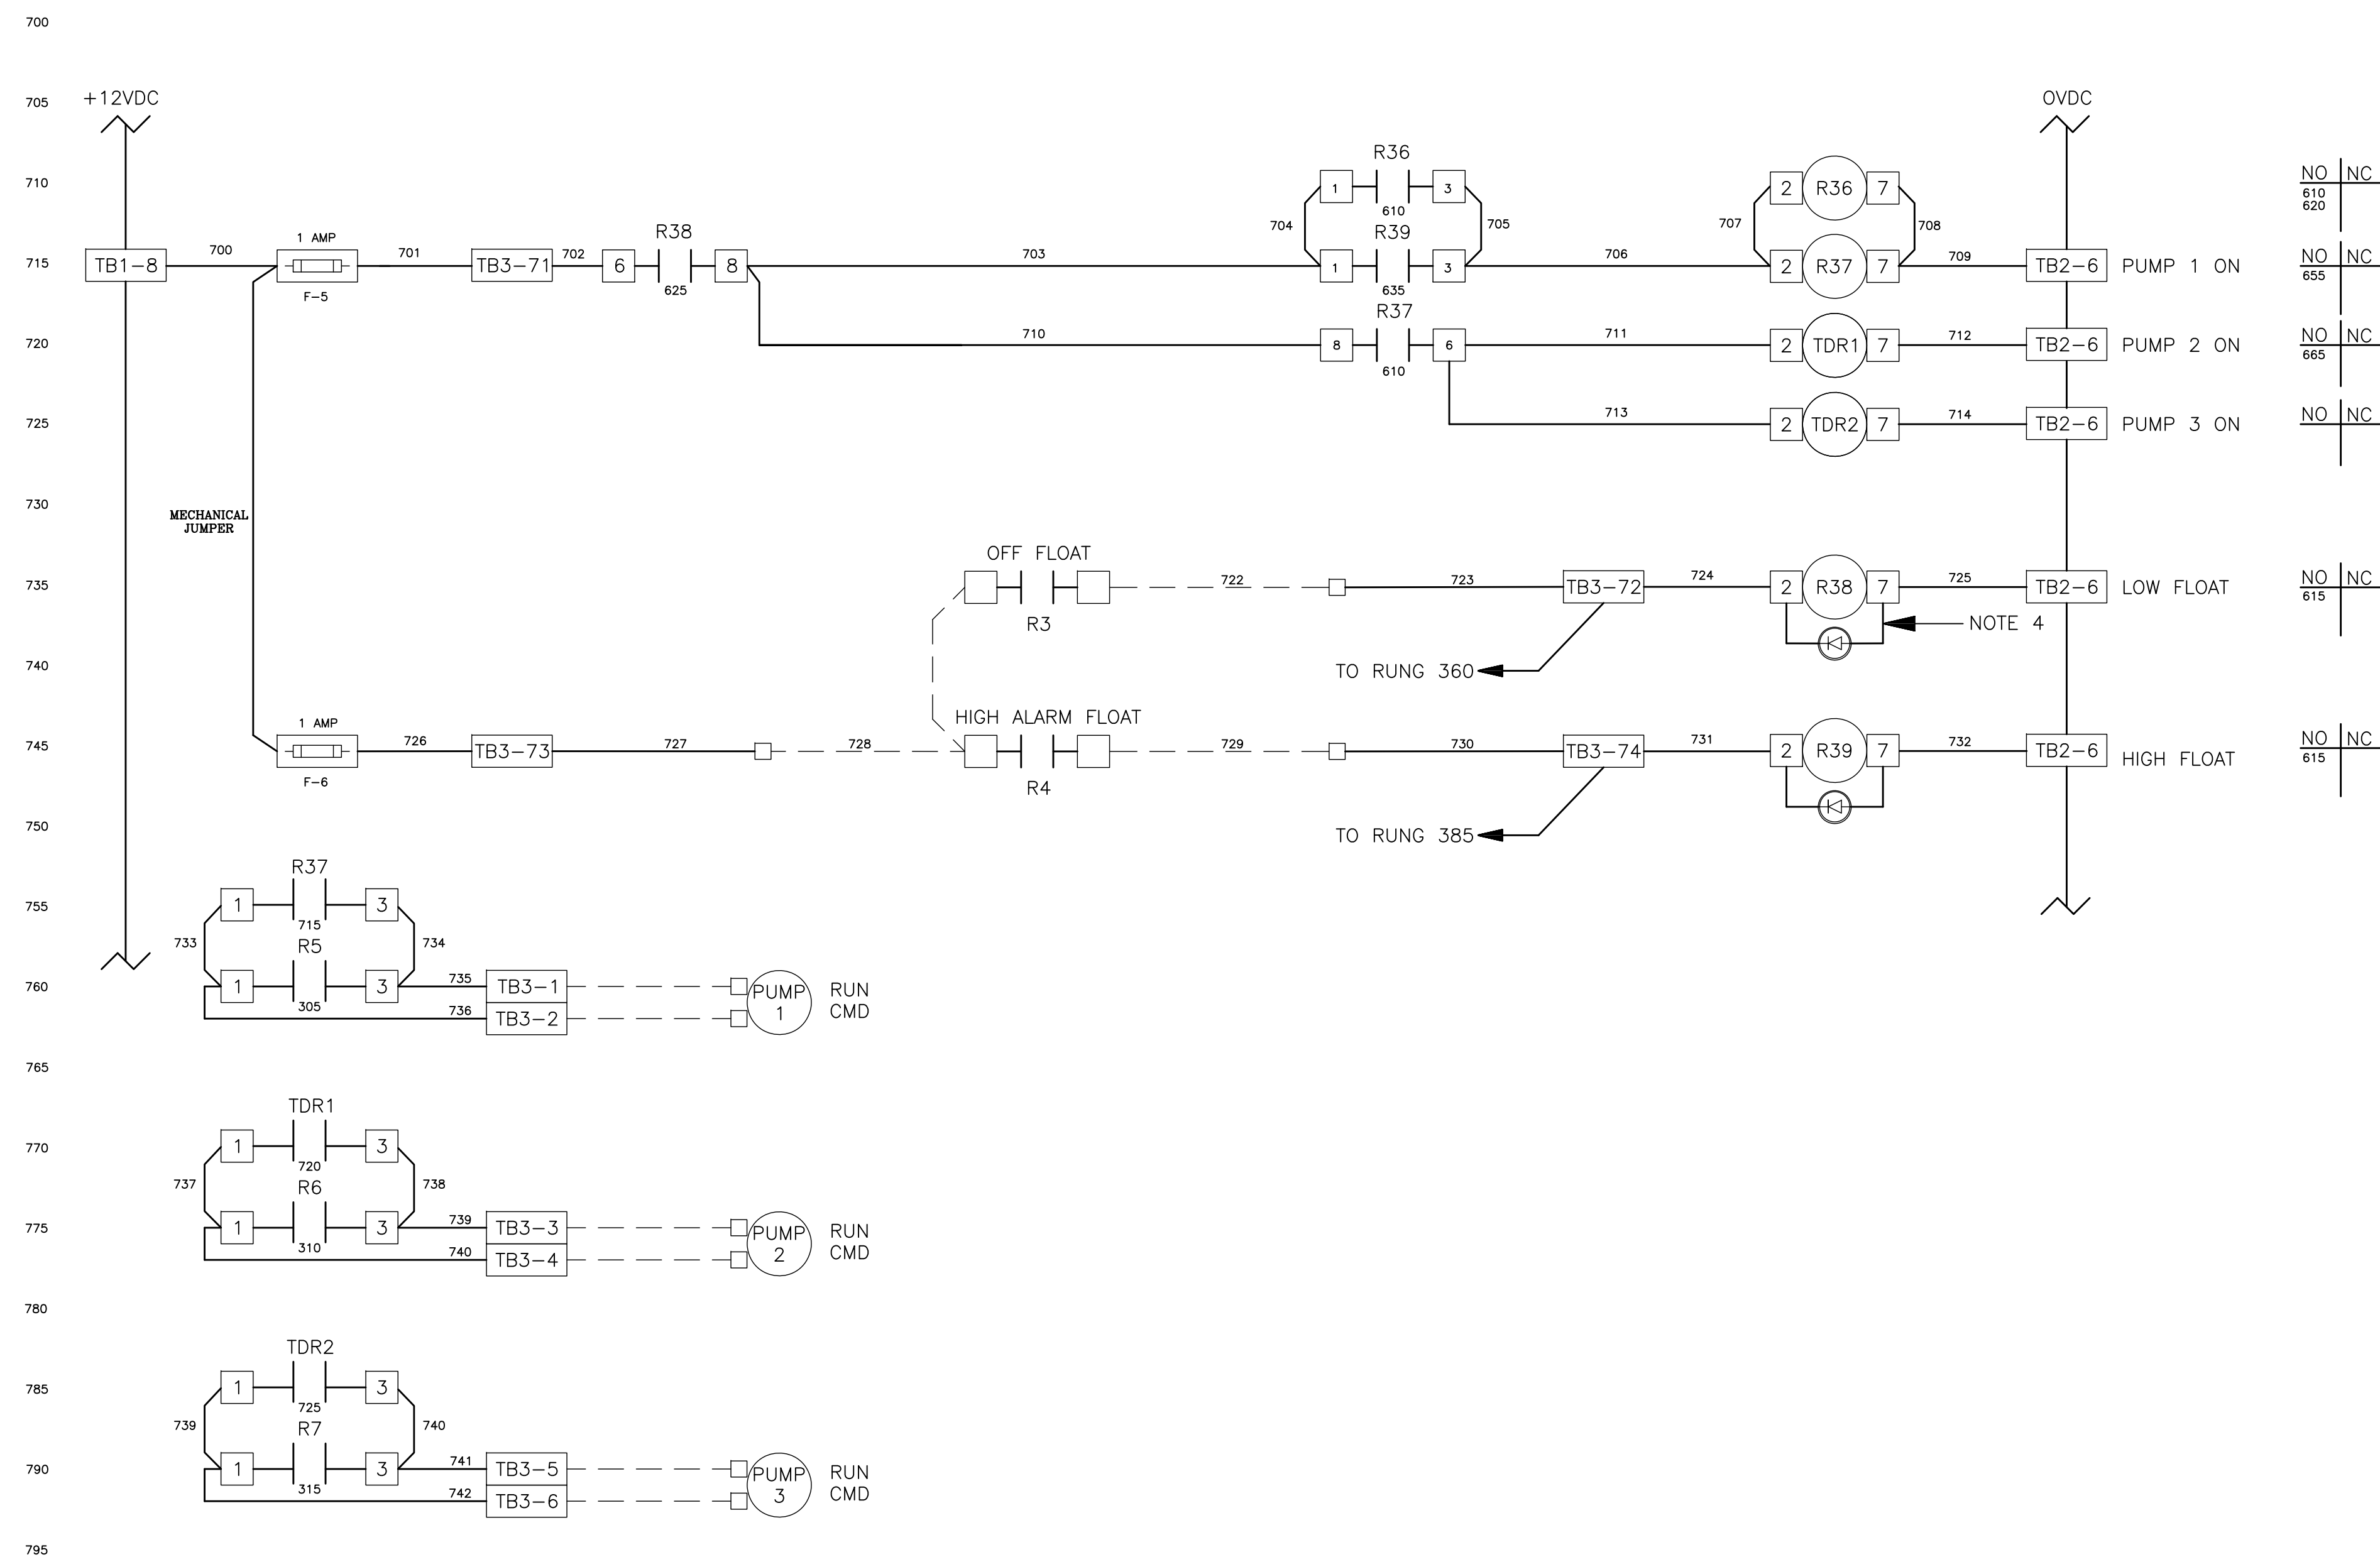 700
705
+12VDC
0VDC
710
R36
1
3
610
704
705
2
R36
7
707
708
NO NC
610
620
715
TB1-8
700
1 AMP
F-5
701
TB3-71
702
6
R38
8
625
703
R39
1
3
635
706
2
R37
7
709
TB2-6
PUMP 1 ON
NO NC
655
720
710
R37
8
6
610
711
2
TDR1
7
712
TB2-6
PUMP 2 ON
NO NC
665
725
713
2
TDR2
7
714
TB2-6
PUMP 3 ON
NO NC
730
MECHANICAL
JUMPER
735
OFF FLOAT
R3
722
723
TB3-72
724
2
R38
7
725
TB2-6
LOW FLOAT
NO NC
615
NOTE 4
740
TO RUNG 360
745
1 AMP
F-6
726
TB3-73
727
728
HIGH ALARM FLOAT
R4
729
730
TB3-74
731
2
R39
7
732
TB2-6
HIGH FLOAT
NO NC
615
750
TO RUNG 385
755
R37
1
3
715
733
734
760
R5
1
3
305
735
TB3-1
736
TB3-2
PUMP
1
RUN
CMD
765
770
TDR1
1
3
720
737
738
775
R6
1
3
310
739
TB3-3
740
TB3-4
PUMP
2
RUN
CMD
780
785
TDR2
1
3
725
739
740
790
R7
1
3
315
741
TB3-5
742
TB3-6
PUMP
3
RUN
CMD
795